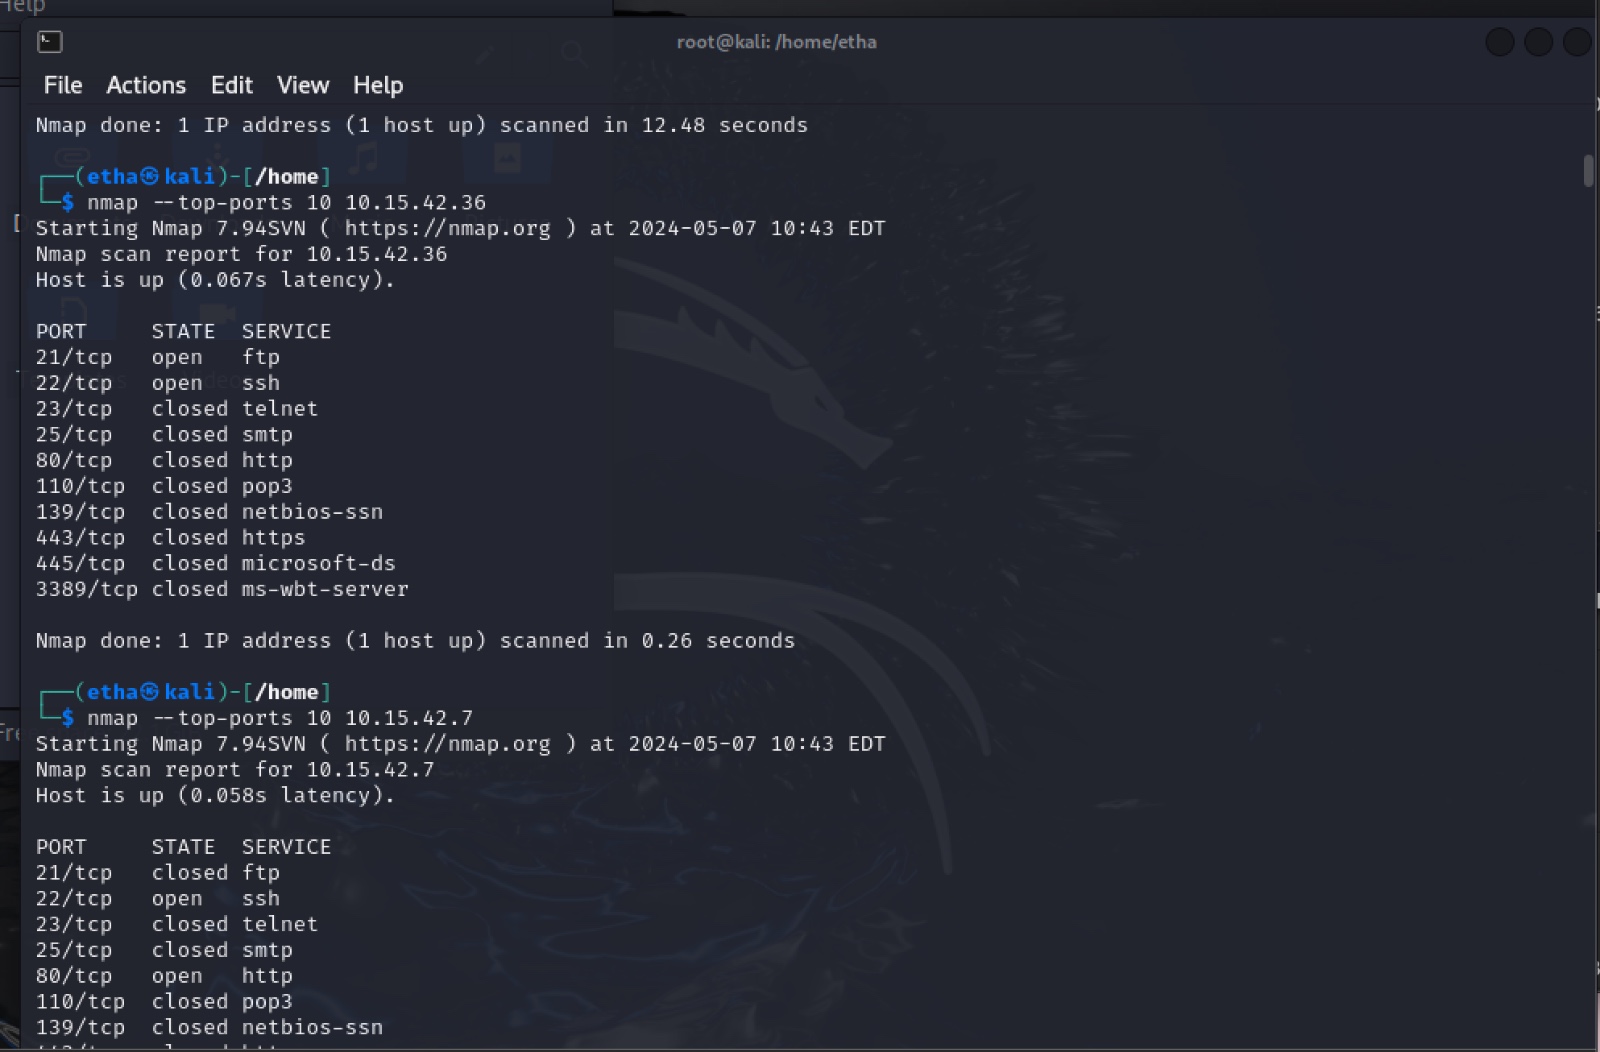 Help
root@kali: /home/etha
File Actions Edit View Help
Nmap done: 1 IP address (1 host up) scanned in 12.48 seconds
┌──(etha㉿kali)-[/home]
└─$ nmap --top-ports 10 10.15.42.36
Starting Nmap 7.94SVN ( https://nmap.org ) at 2024-05-07 10:43 EDT
Nmap scan report for 10.15.42.36
Host is up (0.067s latency).
PORT     STATE  SERVICE
21/tcp   open   ftp
22/tcp   open   ssh
23/tcp   closed telnet
25/tcp   closed smtp
80/tcp   closed http
110/tcp  closed pop3
139/tcp  closed netbios-ssn
443/tcp  closed https
445/tcp  closed microsoft-ds
3389/tcp closed ms-wbt-server
Nmap done: 1 IP address (1 host up) scanned in 0.26 seconds
┌──(etha㉿kali)-[/home]
└─$ nmap --top-ports 10 10.15.42.7
Starting Nmap 7.94SVN ( https://nmap.org ) at 2024-05-07 10:43 EDT
Nmap scan report for 10.15.42.7
Host is up (0.058s latency).
PORT     STATE  SERVICE
21/tcp   closed ftp
22/tcp   open   ssh
23/tcp   closed telnet
25/tcp   closed smtp
80/tcp   open   http
110/tcp  closed pop3
139/tcp  closed netbios-ssn